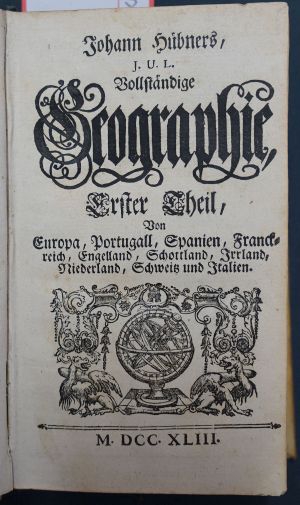 Johann Hübners,
J. U. L.
Vollständige
Geographie,
Erster Theil,
Von
Europa, Portugall, Spanien, Franck-
reich, Engelland, Schottland, Irrland,
Niederland, Schweitz und Italien.
M. DCC. XLIII.